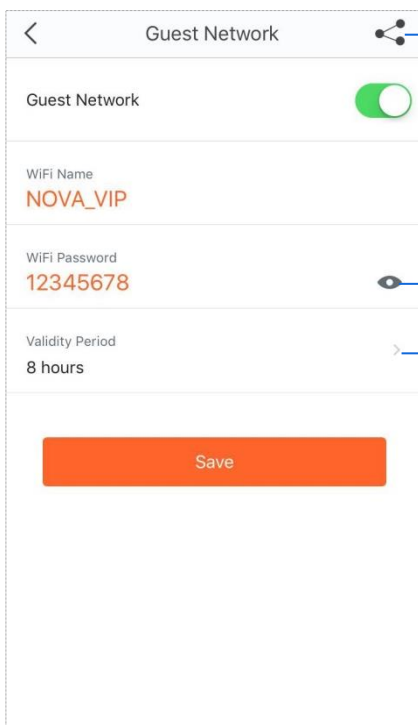 Guest Network
Guest Network
WiFi Name
NOVA_VIP
WiFi Password
12345678
Validity Period
8 hours
Save